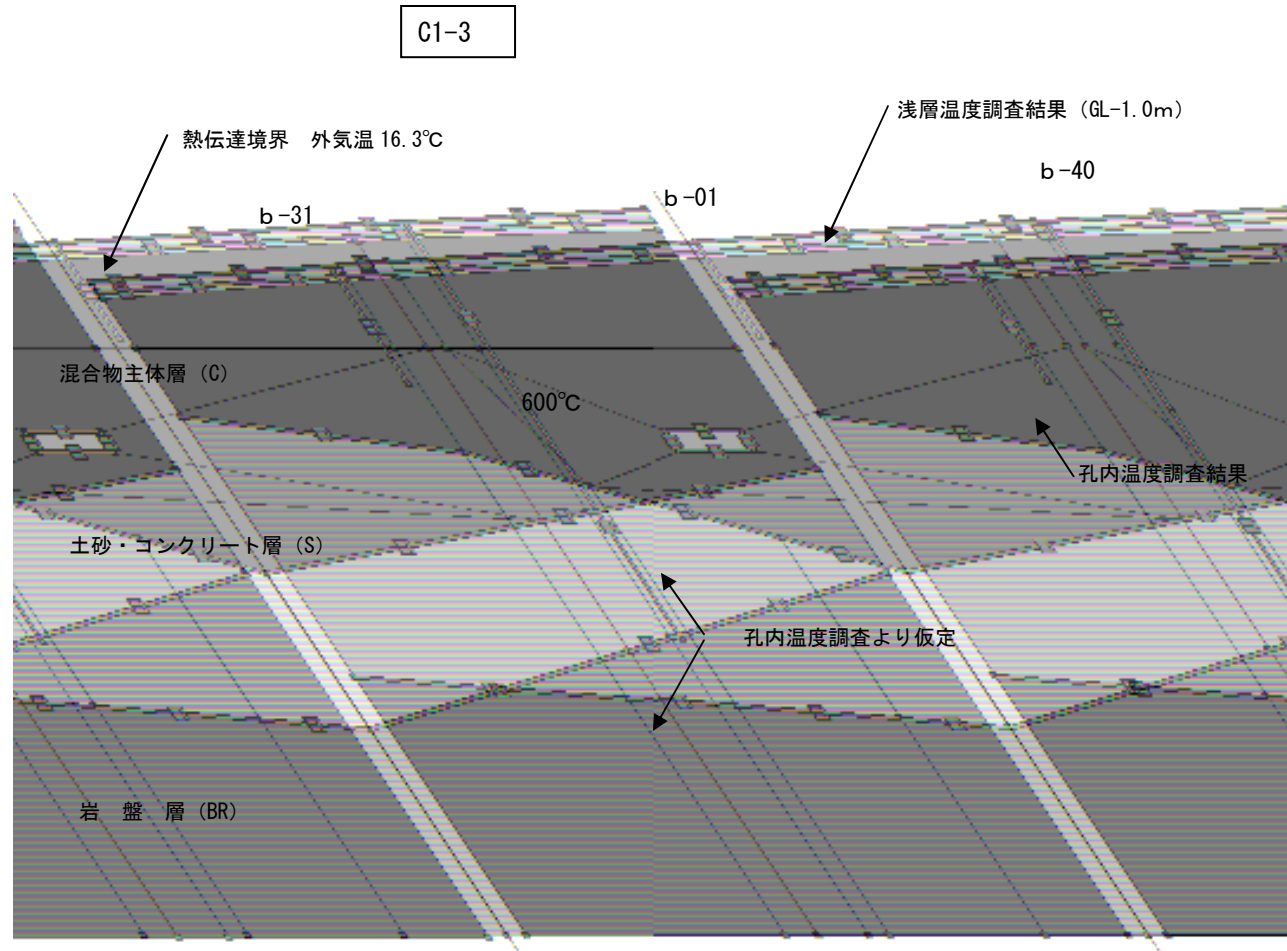 C1-3
浅層温度調査結果（GL-1.0m）
熱伝達境界　外気温 16.3℃
ｂ-40
ｂ-01
ｂ-31
混合物主体層（C）
600℃
孔内温度調査結果
土砂・コンクリート層（S）
孔内温度調査より仮定
岩　盤　層（BR）